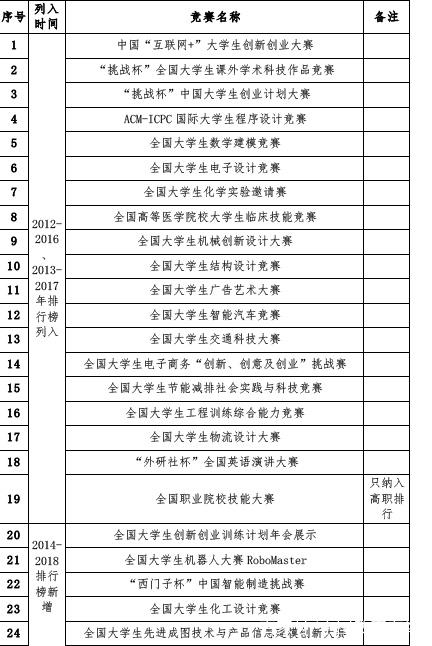 序号 列入时间 竞赛名称 备注
1 中国“互联网+”大学生创新创业大赛
2 “挑战杯”全国大学生课外学术科技作品竞赛
3 “挑战杯”中国大学生创业计划大赛
4 ACM-ICPC 国际大学生程序设计竞赛
5 全国大学生数学建模竞赛
6 全国大学生电子设计竞赛
7 全国大学生化学实验邀请赛
8 全国高等医学院校大学生临床技能竞赛
2012-2016、2013-2017年排行榜列入
9 全国大学生机械创新设计大赛
10 全国大学生结构设计竞赛
11 全国大学生广告艺术大赛
12 全国大学生智能汽车竞赛
13 全国大学生交通科技大赛
14 全国大学生电子商务“创新、创意及创业”挑战赛
15 全国大学生节能减排社会实践与科技竞赛
16 全国大学生工程训练综合能力竞赛
17 全国大学生物流设计大赛
18 “外研社杯”全国英语演讲大赛
19 全国职业院校技能大赛 只纳入高职排行
20 全国大学生创新创业训练计划年会展示
2014-2018排行榜新增
21 全国大学生机器人大赛 RoboMaster
22 “西门子杯”中国智能制造挑战赛
23 全国大学生化工设计竞赛
24 全国大学生先进成图技术与产品信息建模创新大赛